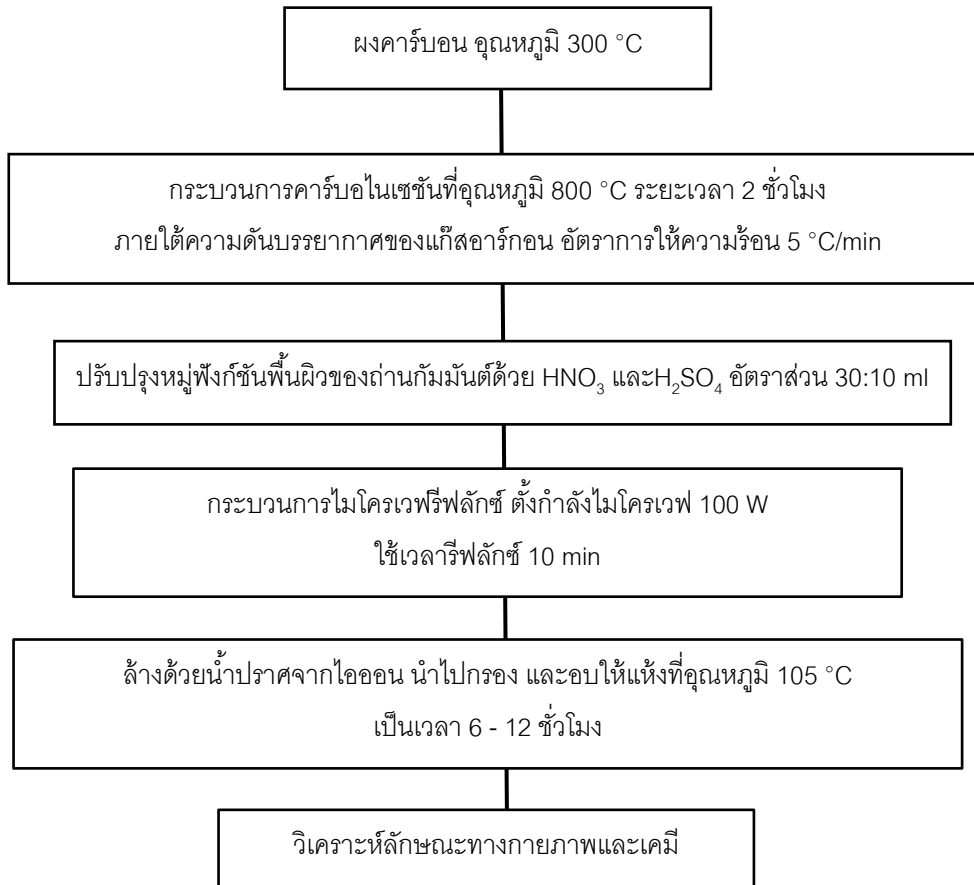 ผงคาร์บอน อุณหภูมิ 300 °C
กระบวนการคาร์บอไนเซชันที่อุณหภูมิ 800 °C ระยะเวลา 2 ชั่วโมง
ภายใต้ความดันบรรยากาศของแก๊สอาร์กอน อัตราการให้ความร้อน 5 °C/min
ปรับปรุงหมู่ฟังก์ชันพื้นผิวของถ่านกัมมันต์ด้วย HNO₃ และH₂SO₄ อัตราส่วน 30:10 ml
กระบวนการไมโครเวฟรีฟลักซ์ ตั้งกำลังไมโครเวฟ 100 W
ใช้เวลารีฟลักซ์ 10 min
ล้างด้วยน้ำปราศจากไอออน นำไปกรอง และอบให้แห้งที่อุณหภูมิ 105 °C
เป็นเวลา 6 - 12 ชั่วโมง
วิเคราะห์ลักษณะทางกายภาพและเคมี